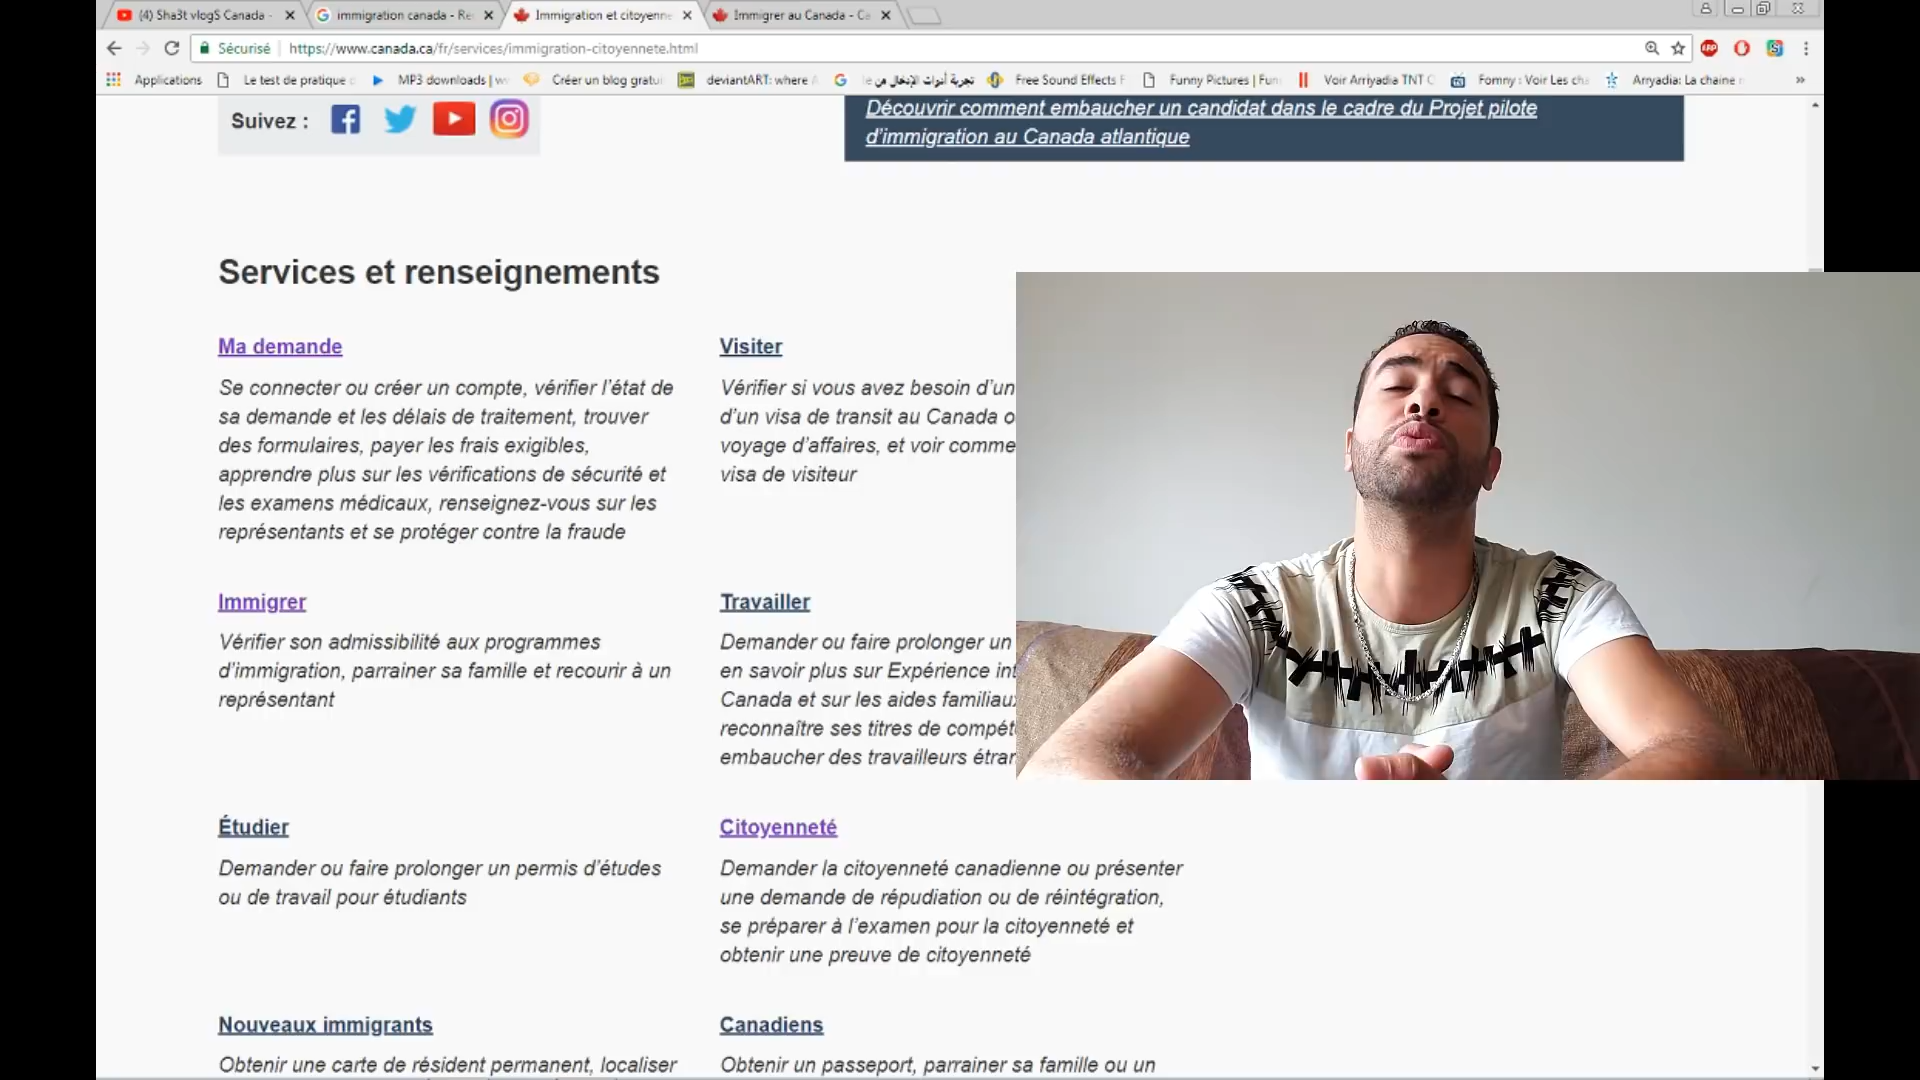 (4) Sha3t vlogS Canada -
immigration canada - Re
Immigration et citoyenne
Immigrer au Canada - Ca
Sécurisé
https://www.canada.ca/fr/services/immigration-citoyennete.html
Applications
Le test de pratique
MP3 downloads | w
Créer un blog gratu
deviantART: where
تجربة أدوات الإدخال من
Free Sound Effects F
Funny Pictures | Fun
Voir Arriyadia TNT
Fomny : Voir Les ch
Arryadia: La chaine
»
Suivez :
Découvrir comment embaucher un candidat dans le cadre du Projet pilote
d'immigration au Canada atlantique
Services et renseignements
Ma demande
Se connecter ou créer un compte, vérifier l'état de
sa demande et les délais de traitement, trouver
des formulaires, payer les frais exigibles,
apprendre plus sur les vérifications de sécurité et
les examens médicaux, renseignez-vous sur les
représentants et se protéger contre la fraude
Visiter
Vérifier si vous avez besoin d'un
d'un visa de transit au Canada o
voyage d'affaires, et voir comme
visa de visiteur
Immigrer
Vérifier son admissibilité aux programmes
d'immigration, parrainer sa famille et recourir à un
représentant
Travailler
Demander ou faire prolonger un
en savoir plus sur Expérience int
Canada et sur les aides familiaux
reconnaître ses titres de compét
embaucher des travailleurs étran
Étudier
Demander ou faire prolonger un permis d'études
ou de travail pour étudiants
Citoyenneté
Demander la citoyenneté canadienne ou présenter
une demande de répudiation ou de réintégration,
se préparer à l'examen pour la citoyenneté et
obtenir une preuve de citoyenneté
Nouveaux immigrants
Obtenir une carte de résident permanent, localiser
Canadiens
Obtenir un passeport, parrainer sa famille ou un